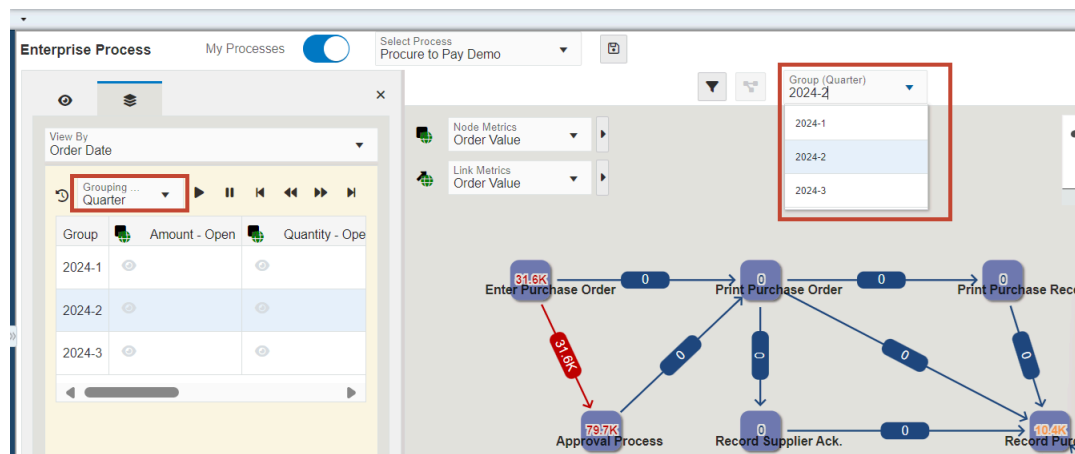 Enterprise Process
My Processes
Select Process
Procure to Pay Demo
Group (Quarter)
2024-2
2024-1
2024-2
2024-3
View By
Order Date
Grouping ...
Quarter
Group Amount - Open Quantity - Ope
2024-1
2024-2
2024-3
Node Metrics
Order Value
Link Metrics
Order Value
31.6K
Enter Purchase Order
0
0
Print Purchase Order
0
0
Print Purchase Rec
31.6K
0
0
0
0
79.7K
Approval Process
0
Record Supplier Ack.
0
10.4K
Record Pur